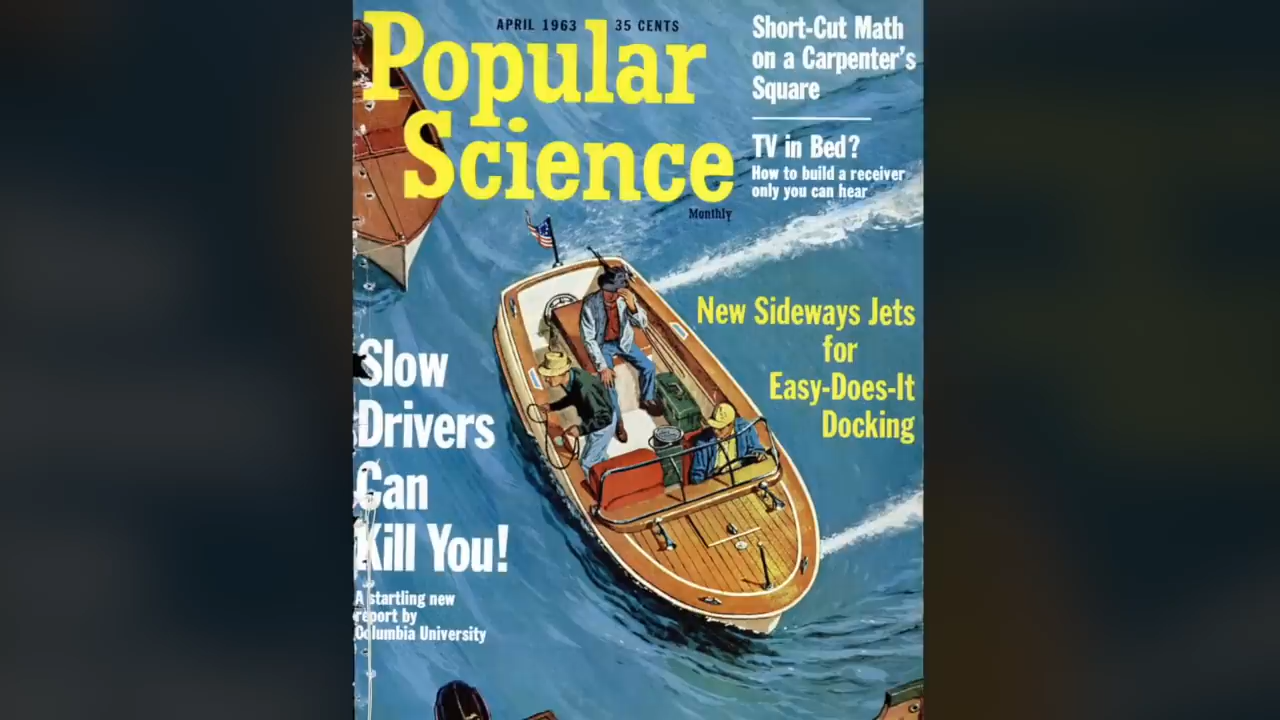 APRIL 1963 35 CENTS
Popular
Science
Monthly
Short-Cut Math
on a Carpenter's
Square
TV in Bed?
How to build a receiver
only you can hear
New Sideways Jets
for
Easy-Does-It
Docking
Slow
Drivers
Can
Kill You!
A startling new
report by
Columbia University